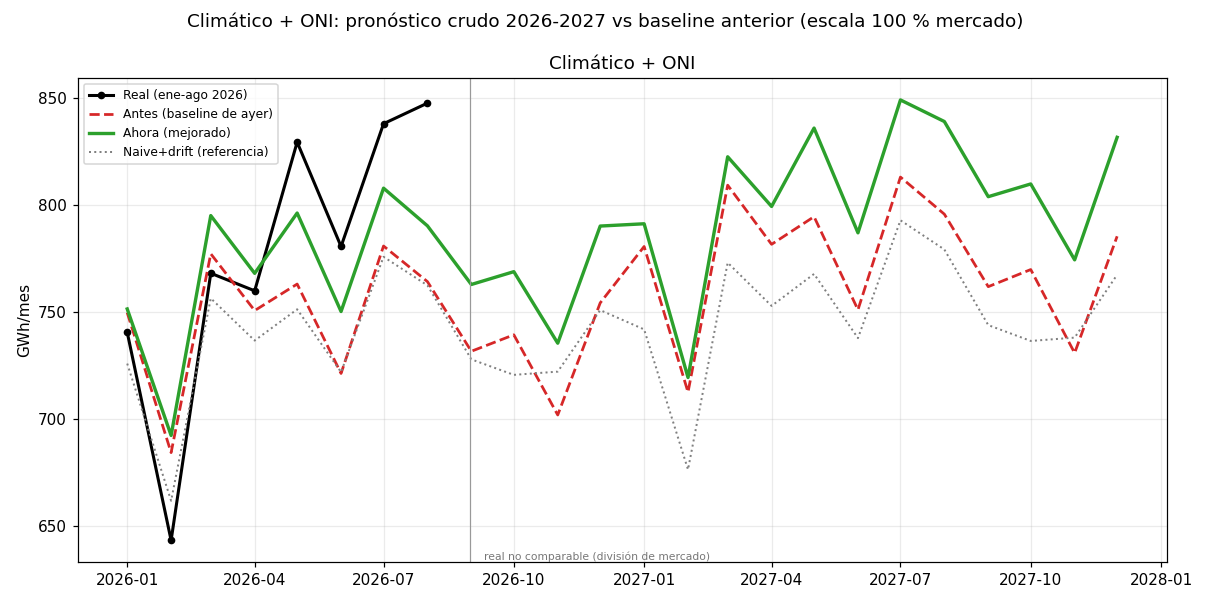 Climático + ONI: pronóstico crudo 2026-2027 vs baseline anterior (escala 100 % mercado)
Climático + ONI
Real (ene-ago 2026)
Antes (baseline de ayer)
Ahora (mejorado)
Naive+drift (referencia)
GWh/mes
850
800
750
700
650
real no comparable (división de mercado)
2026-01
2026-04
2026-07
2026-10
2027-01
2027-04
2027-07
2027-10
2028-01